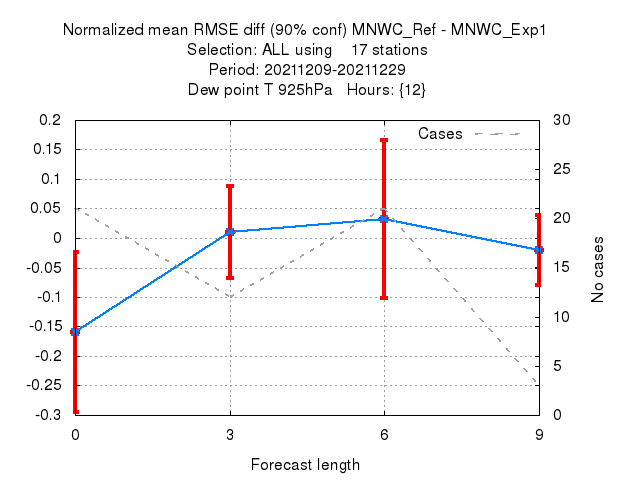 Normalized mean RMSE diff (90% conf) MNWC_Ref - MNWC_Exp1
Selection: ALL using    17 stations
Period: 20211209-20211229
Dew point T 925hPa   Hours: {12}
Cases
0.2
0.15
0.1
0.05
0
-0.05
-0.1
-0.15
-0.2
-0.25
-0.3
30
25
20
15
10
5
0
No cases
0 3 6 9
Forecast length